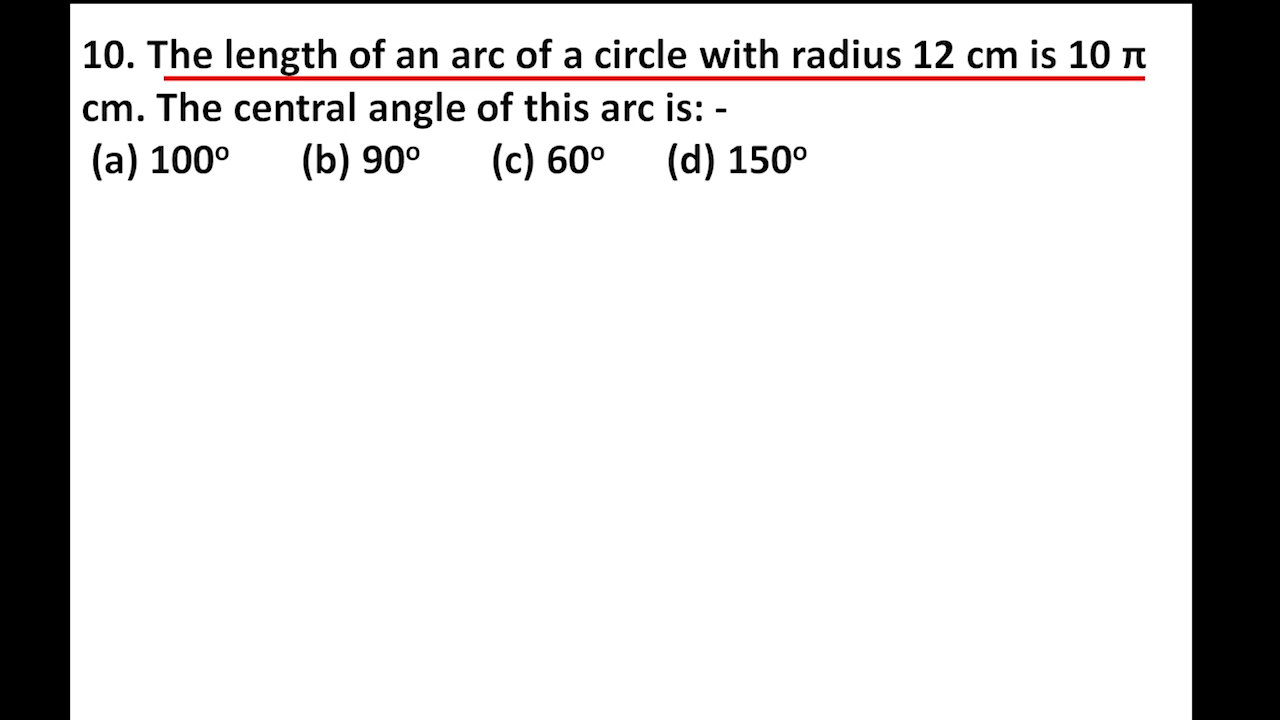 10. The length of an arc of a circle with radius 12 cm is 10 π
cm. The central angle of this arc is: -
(a) 100º (b) 90º (c) 60º (d) 150º